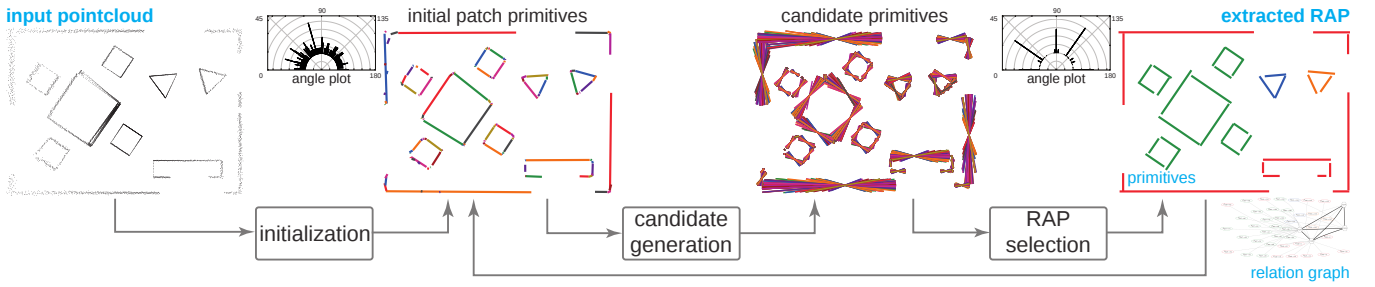 input pointcloud
initial patch primitives
candidate primitives
extracted RAP
90
45
135
0
180
angle plot
90
45
135
0
180
angle plot
primitives
initialization
candidate
generation
RAP
selection
relation graph